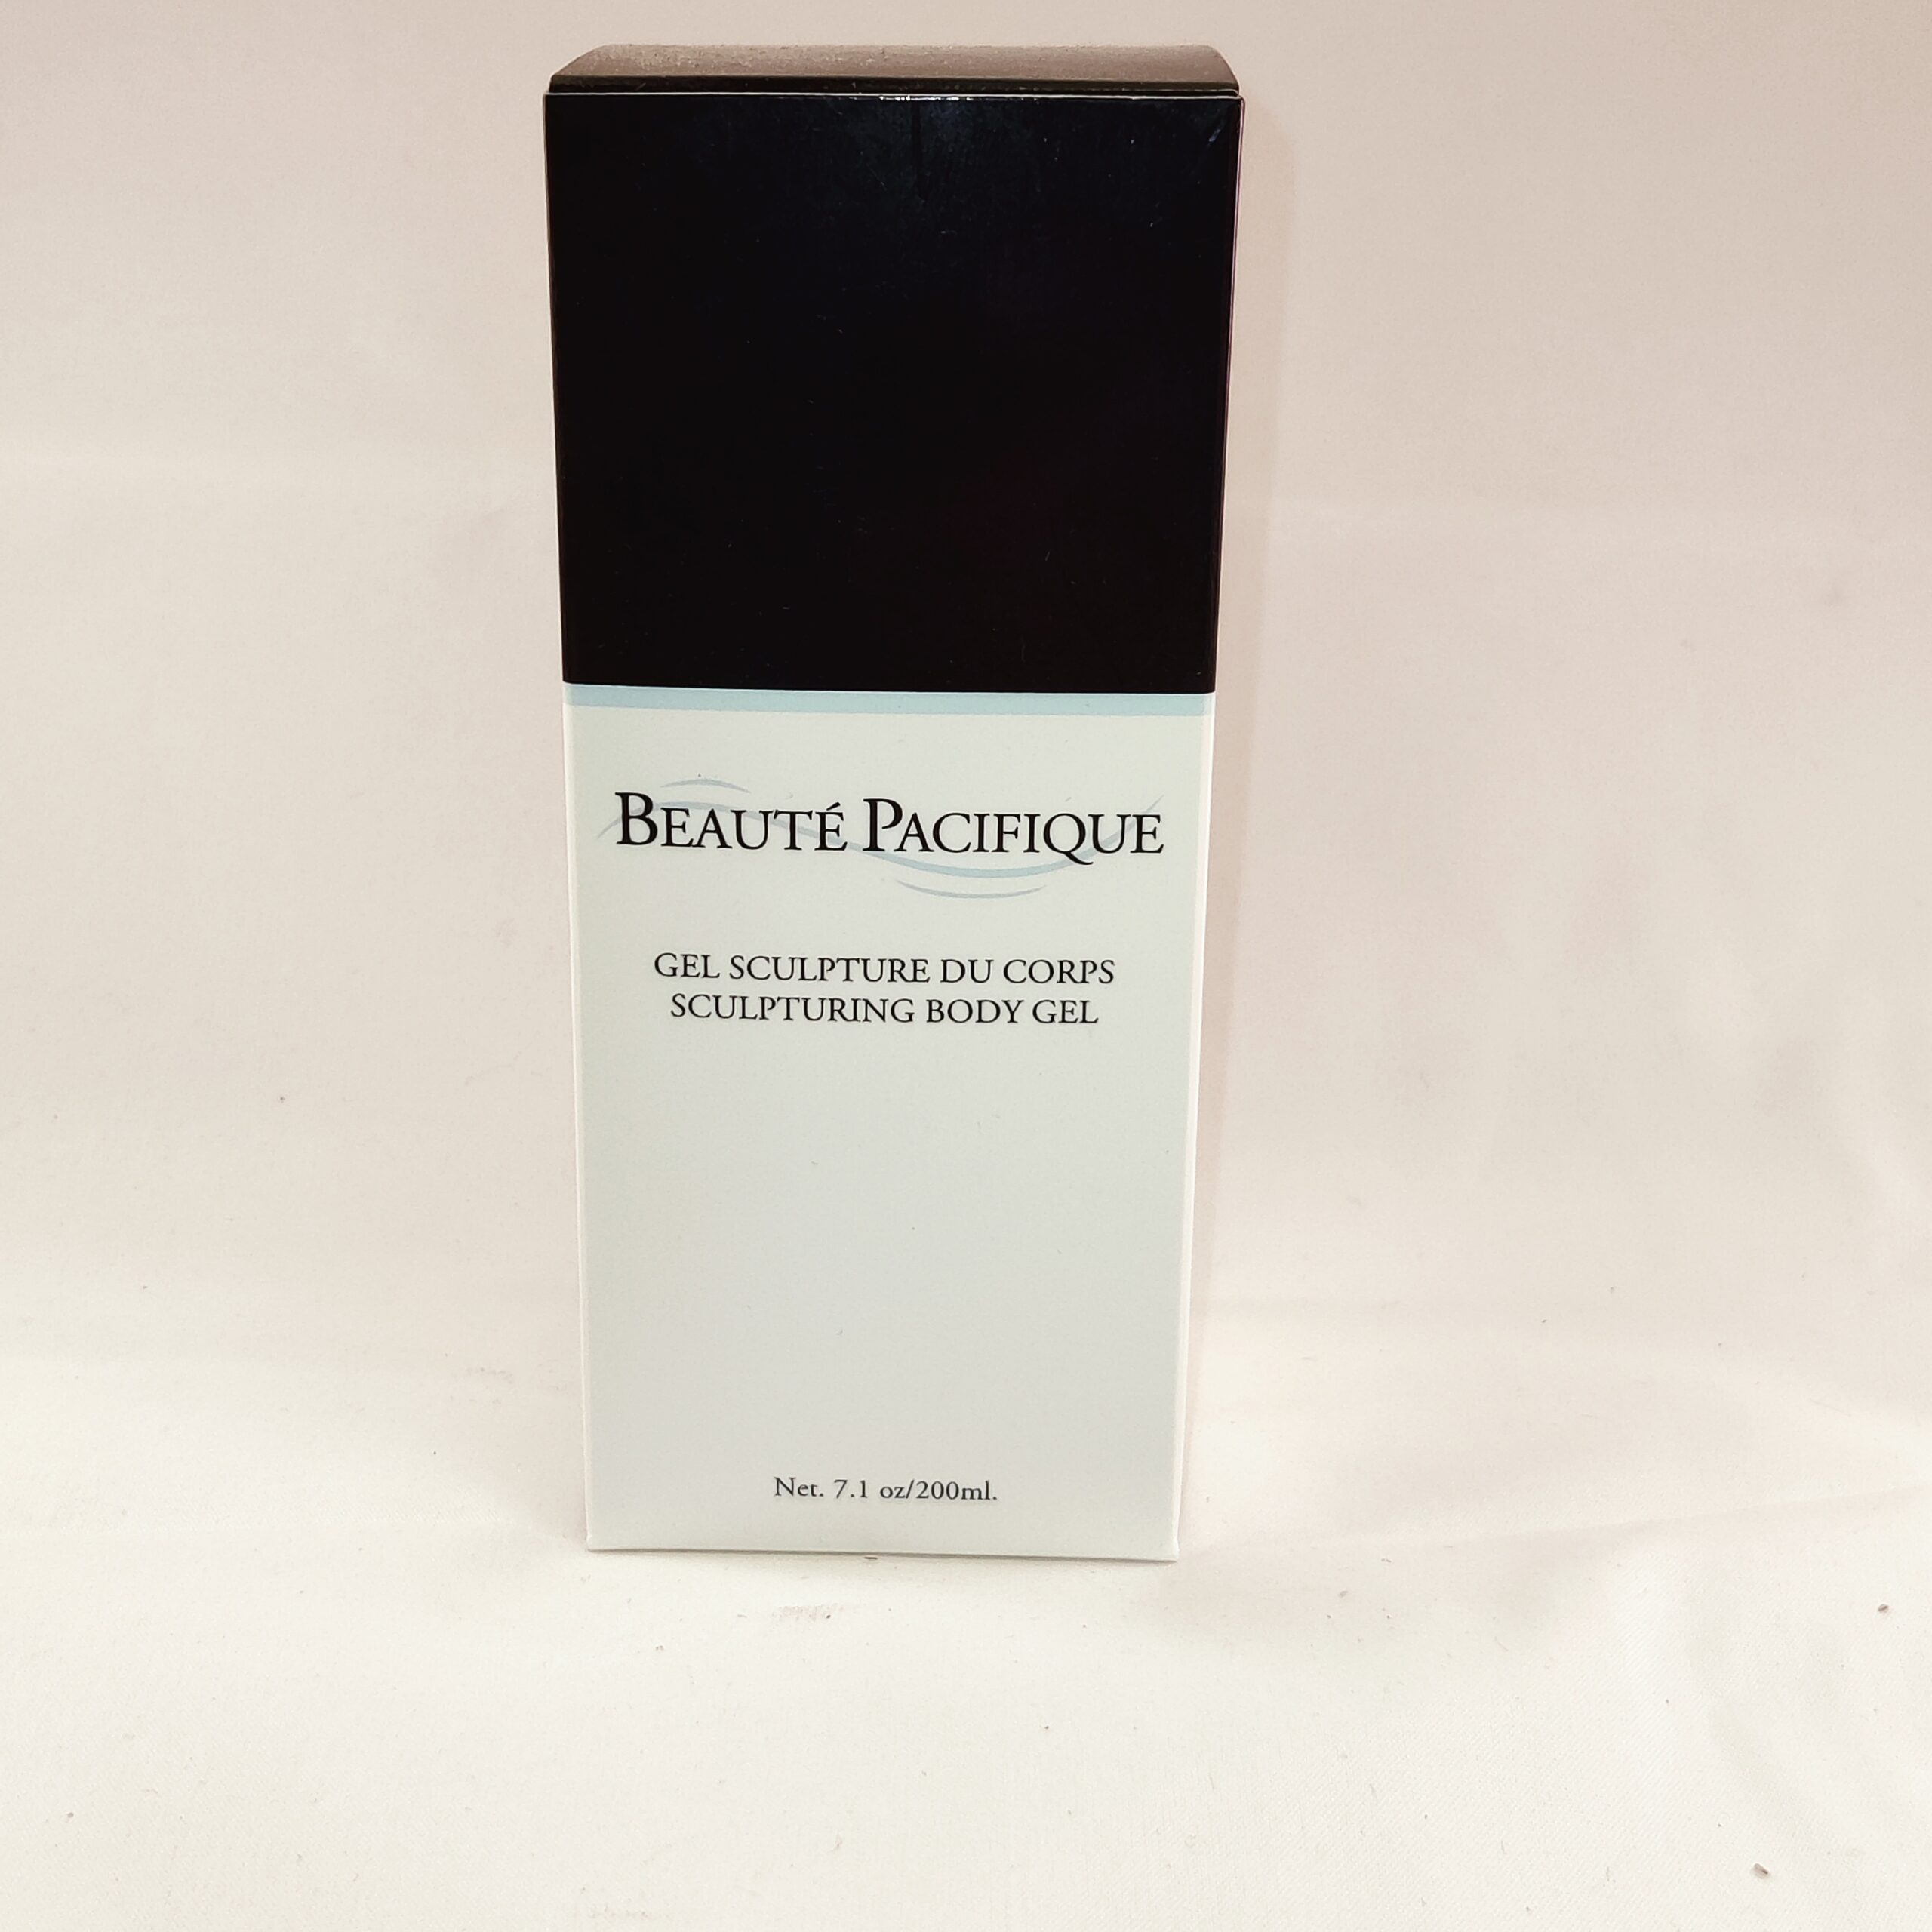 BEAUTÉ PACIFIQUE
GEL SCULPTURE DU CORPS
SCULPTURING BODY GEL
Net. 7.1 oz/200ml.